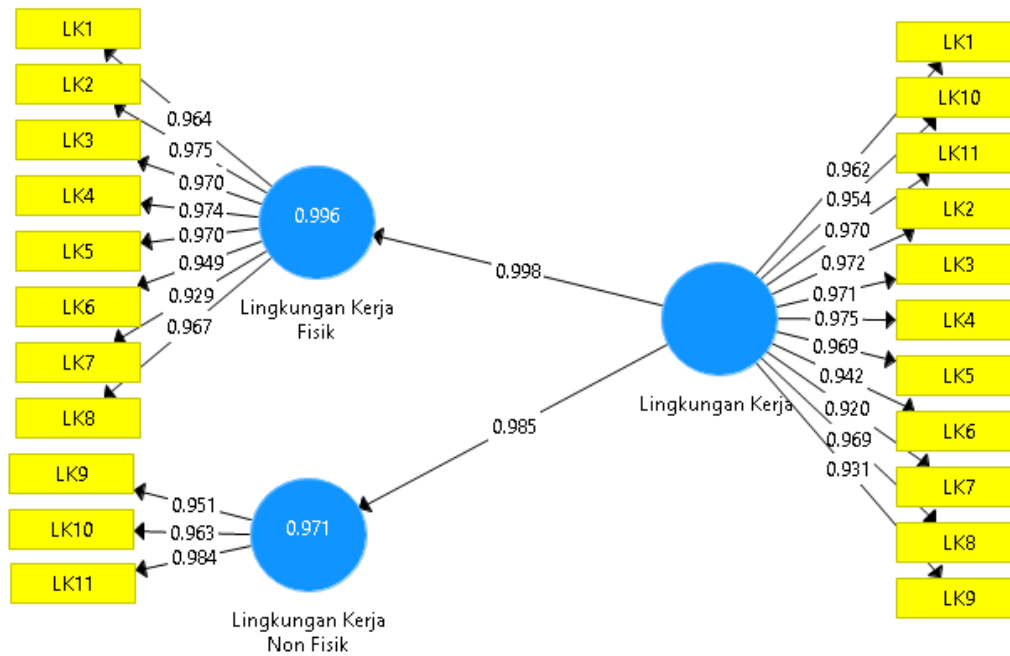 LK1
LK2
LK3
LK4
LK5
LK6
LK7
LK8
0.964
0.975
0.970
0.974
0.970
0.949
0.929
0.967
0.996
Lingkungan Kerja
Fisik
LK9
LK10
LK11
0.951
0.963
0.984
0.971
Lingkungan Kerja
Non Fisik
0.998
0.985
Lingkungan Kerja
0.962
0.954
0.970
0.972
0.971
0.975
0.969
0.942
0.920
0.969
0.931
LK1
LK10
LK11
LK2
LK3
LK4
LK5
LK6
LK7
LK8
LK9